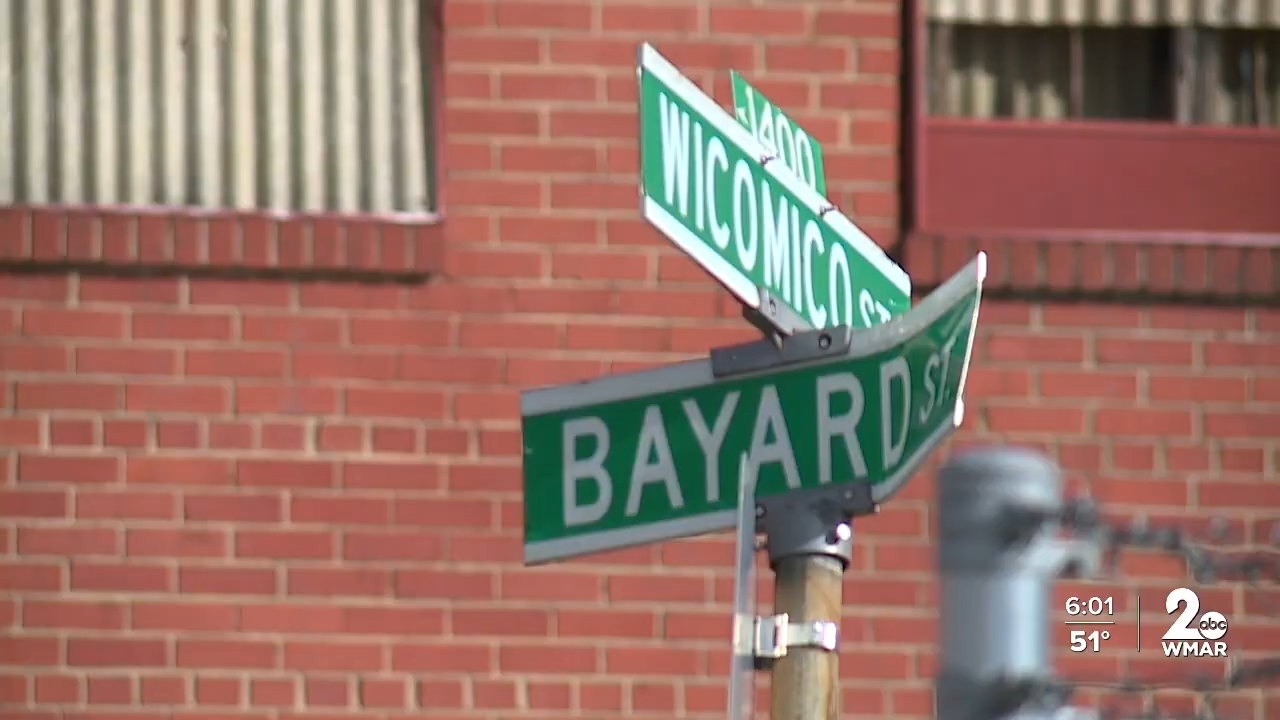 1400
WICOMICO ST.
BAYARD ST.
6:01
51°
2 abc
WMAR